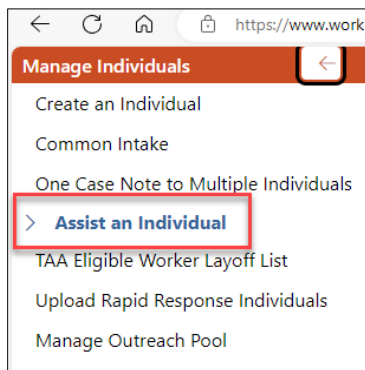 https://www.work
Manage Individuals
Create an Individual
Common Intake
One Case Note to Multiple Individuals
Assist an Individual
TAA Eligible Worker Layoff List
Upload Rapid Response Individuals
Manage Outreach Pool